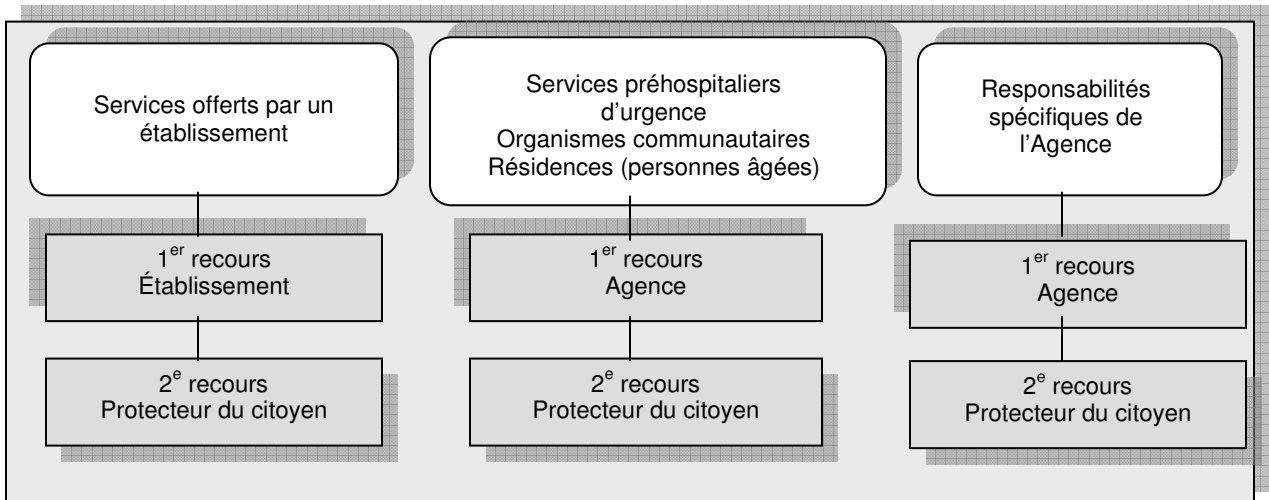 Services offerts par un
établissement
1er recours
Établissement
2e recours
Protecteur du citoyen
Services préhospitaliers
d'urgence
Organismes communautaires
Résidences (personnes âgées)
1er recours
Agence
2e recours
Protecteur du citoyen
Responsabilités
spécifiques de
l'Agence
1er recours
Agence
2e recours
Protecteur du citoyen